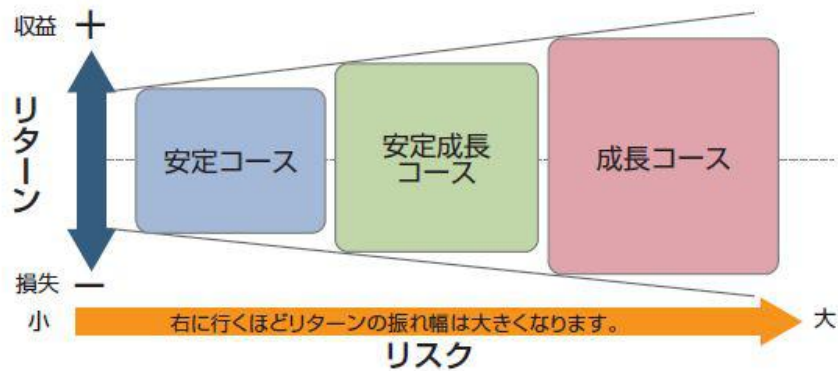 収益 +
リターン
安定コース
安定成長
コース
成長コース
損失 −
小
右に行くほどリターンの振れ幅は大きくなります。
大
リスク